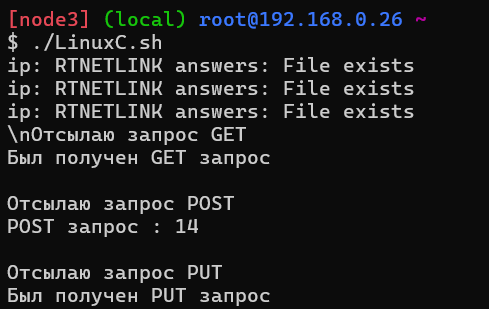 [node3] (local) root@192.168.0.26 ~
$ ./LinuxC.sh
ip: RTNETLINK answers: File exists
ip: RTNETLINK answers: File exists
ip: RTNETLINK answers: File exists
\nОтсылаю запрос GET
Был получен GET запрос
Отсылаю запрос POST
POST запрос : 14
Отсылаю запрос PUT
Был получен PUT запрос